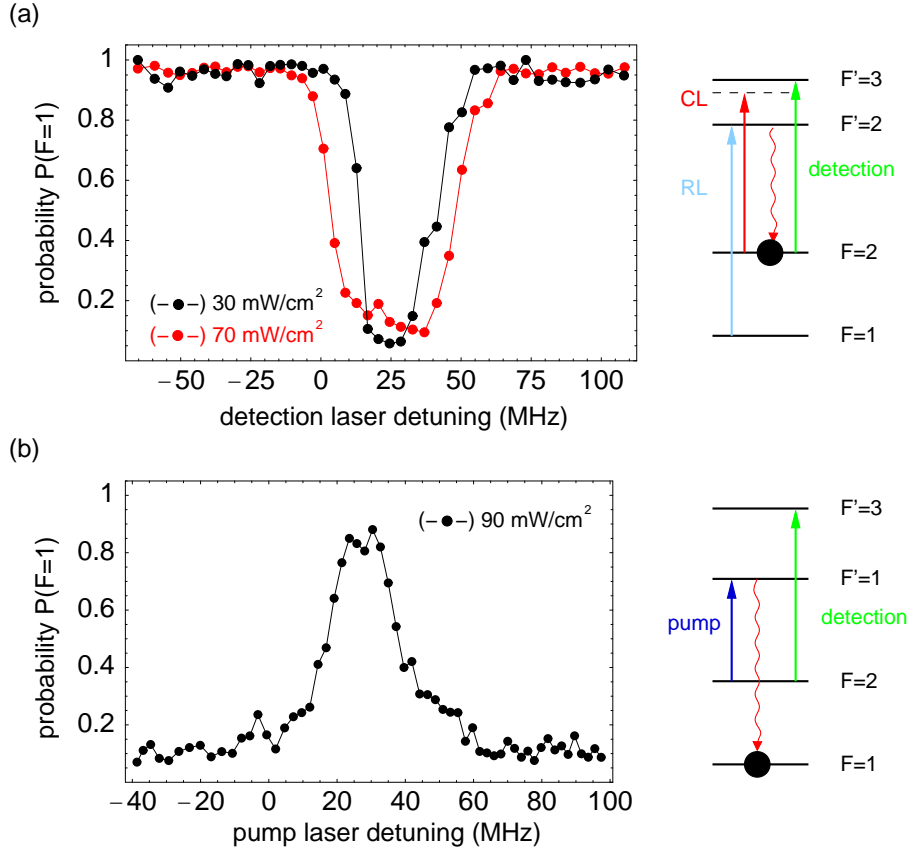 (a)
probability P(F=1)
1
0.8
0.6
0.4
0.2
(–●–) 30 mW/cm²
(–●–) 70 mW/cm²
−50 −25 0 25 50 75 100
detection laser detuning (MHz)
F'=3
CL
F'=2
detection
RL
F=2
F=1
(b)
probability P(F=1)
1
0.8
0.6
0.4
0.2
(–●–) 90 mW/cm²
−40 −20 0 20 40 60 80 100
pump laser detuning (MHz)
F'=3
F'=1
pump
detection
F=2
F=1